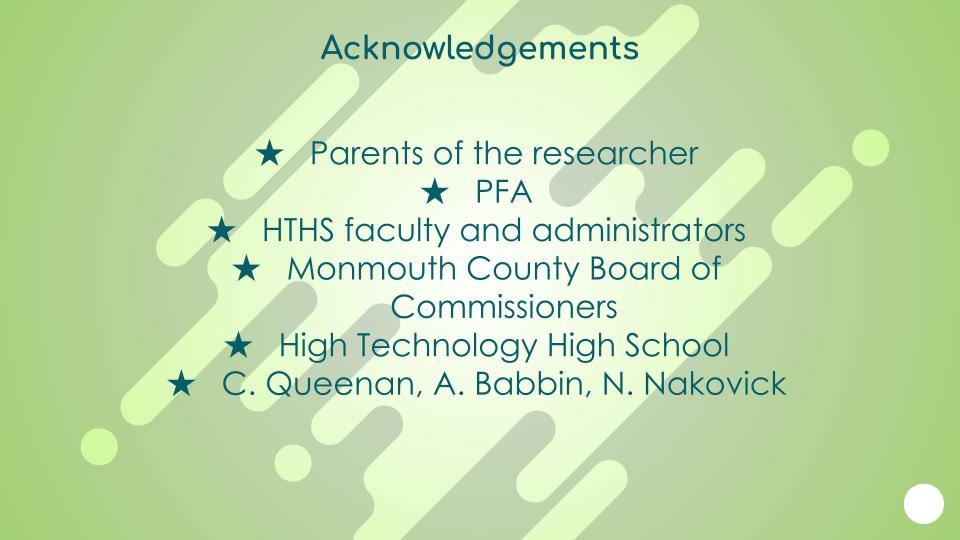 Acknowledgements
★ Parents of the researcher
★ PFA
★ HTHS faculty and administrators
★ Monmouth County Board of
Commissioners
★ High Technology High School
★ C. Queenan, A. Babbin, N. Nakovick